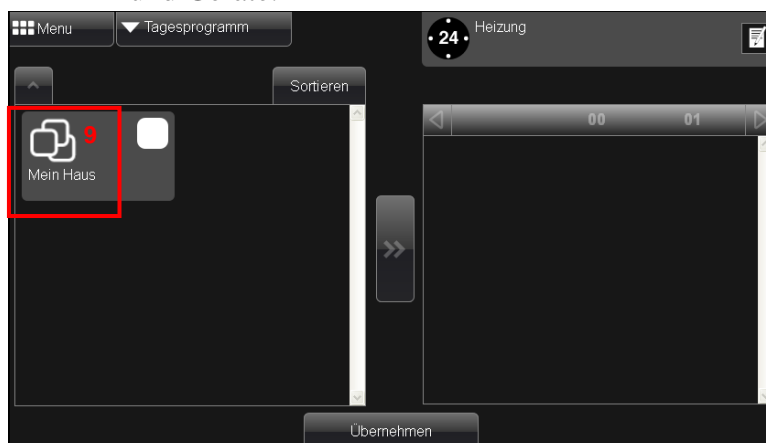 Menu
Tagesprogramm
24
Heizung
Sortieren
00 01
9
Mein Haus
Übernehmen